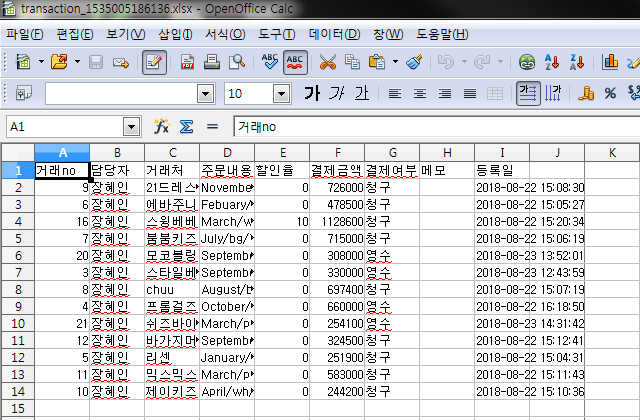 transaction_1535005186136.xlsx - OpenOffice Calc
파일(F) 편집(E) 보기(V) 삽입(I) 서식(O) 도구(T) 데이터(D) 창(W) 도움말(H)
10 가 가 가
A1 거래no
A B C D E F G H I J K
1 거래no 담당자 거래처 주문내용 할인율 결제금액 결제여부 메모 등록일
2 9 장혜인 21드레스 Novembe 0 726000 청구 2018-08-22 15:08:30
3 6 장혜인 에바주니 Febuary/ 0 478500 청구 2018-08-22 15:05:27
4 16 장혜인 스윙베베 March/w 10 1128600 청구 2018-08-22 15:20:34
5 7 장혜인 붐붐키즈 July/bg/ 0 715000 청구 2018-08-22 15:06:19
6 20 장혜인 모코블링 Septemb 0 308000 영수 2018-08-23 13:52:01
7 3 장혜인 스타일베 Septemb 0 330000 영수 2018-08-23 12:43:59
8 8 장혜인 chuu August/b 0 697400 청구 2018-08-22 15:07:19
9 4 장혜인 프롬걸즈 October/ 0 660000 영수 2018-08-22 16:18:50
10 21 장혜인 쉬즈바이 March/p 0 254100 영수 2018-08-23 14:31:42
11 12 장혜인 바가지머 Septemb 0 324500 청구 2018-08-22 15:12:41
12 5 장혜인 리센 January/ 0 251900 청구 2018-08-22 15:04:31
13 11 장혜인 믹스믹스 March/p 0 583000 청구 2018-08-22 15:11:43
14 10 장혜인 제이키즈 April/wh/ 0 244200 청구 2018-08-22 15:10:36
15